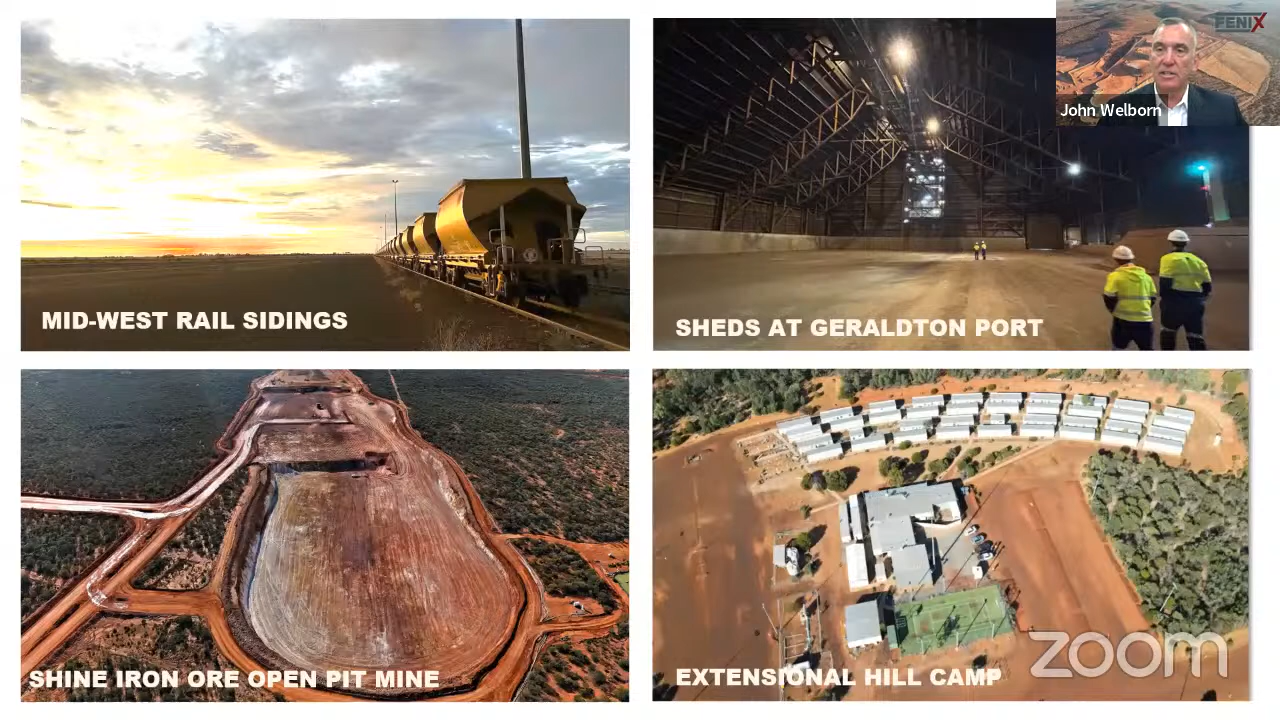 FENIX
John Welborn
MID-WEST RAIL SIDINGS
SHEDS AT GERALDTON PORT
SHINE IRON ORE OPEN PIT MINE
EXTENSIONAL HILL CAMP
zoom